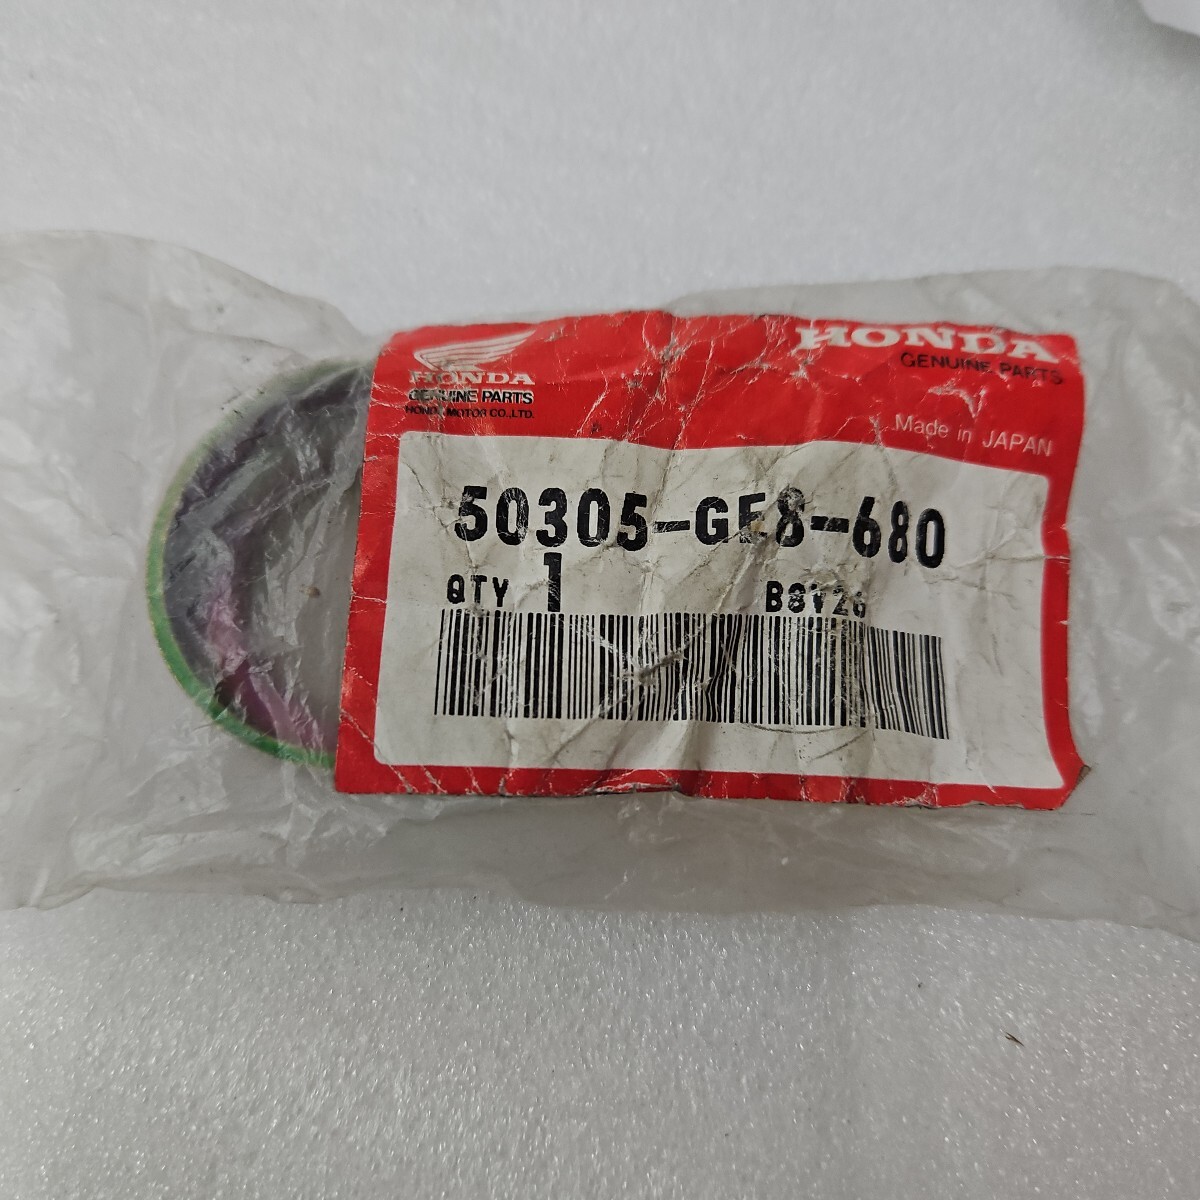 HONDA
GENUINE PARTS
HONDA MOTOR CO.,LTD.
HONDA
GENUINE PARTS
Made in JAPAN
50305-GE8-680
QTY 1 B8V26